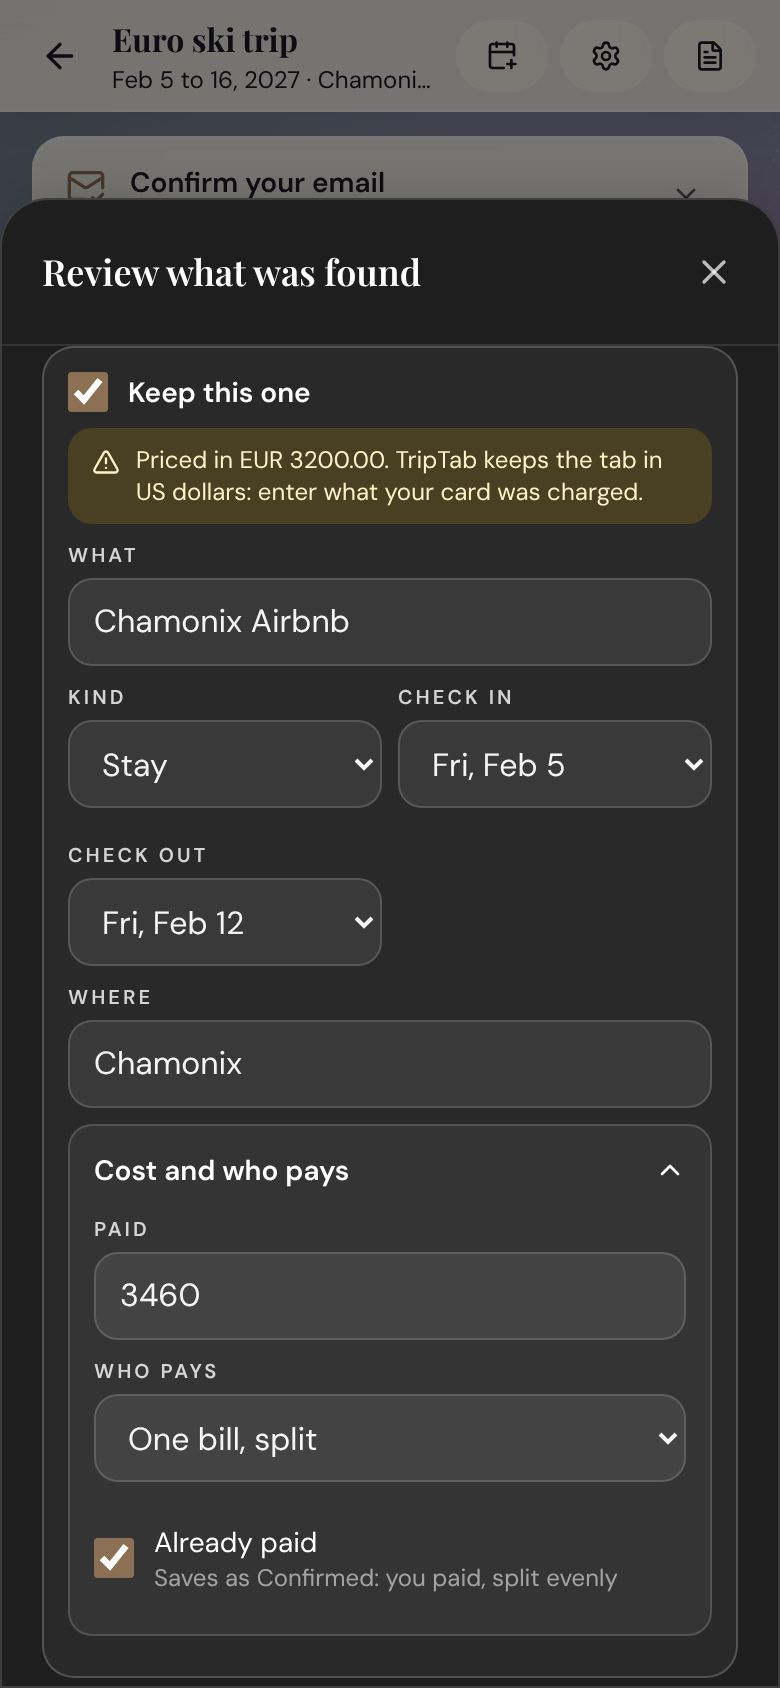 Euro ski trip
Feb 5 to 16, 2027 · Chamoni...
Confirm your email
Review what was found
Keep this one
Priced in EUR 3200.00. TripTab keeps the tab in
US dollars: enter what your card was charged.
WHAT
Chamonix Airbnb
KIND
CHECK IN
Stay
Fri, Feb 5
CHECK OUT
Fri, Feb 12
WHERE
Chamonix
Cost and who pays
PAID
3460
WHO PAYS
One bill, split
Already paid
Saves as Confirmed: you paid, split evenly